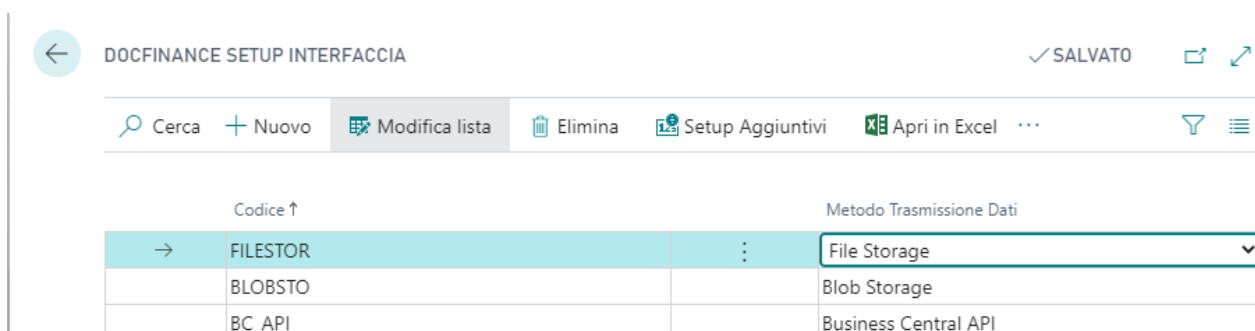 DOCFINANCE SETUP INTERFACCIA SALVATO
Cerca Nuovo Modifica lista Elimina Setup Aggiuntivi Apri in Excel
Codice ↑ Metodo Trasmissione Dati
FILESTOR File Storage
BLOBSTO Blob Storage
BC_API Business Central API